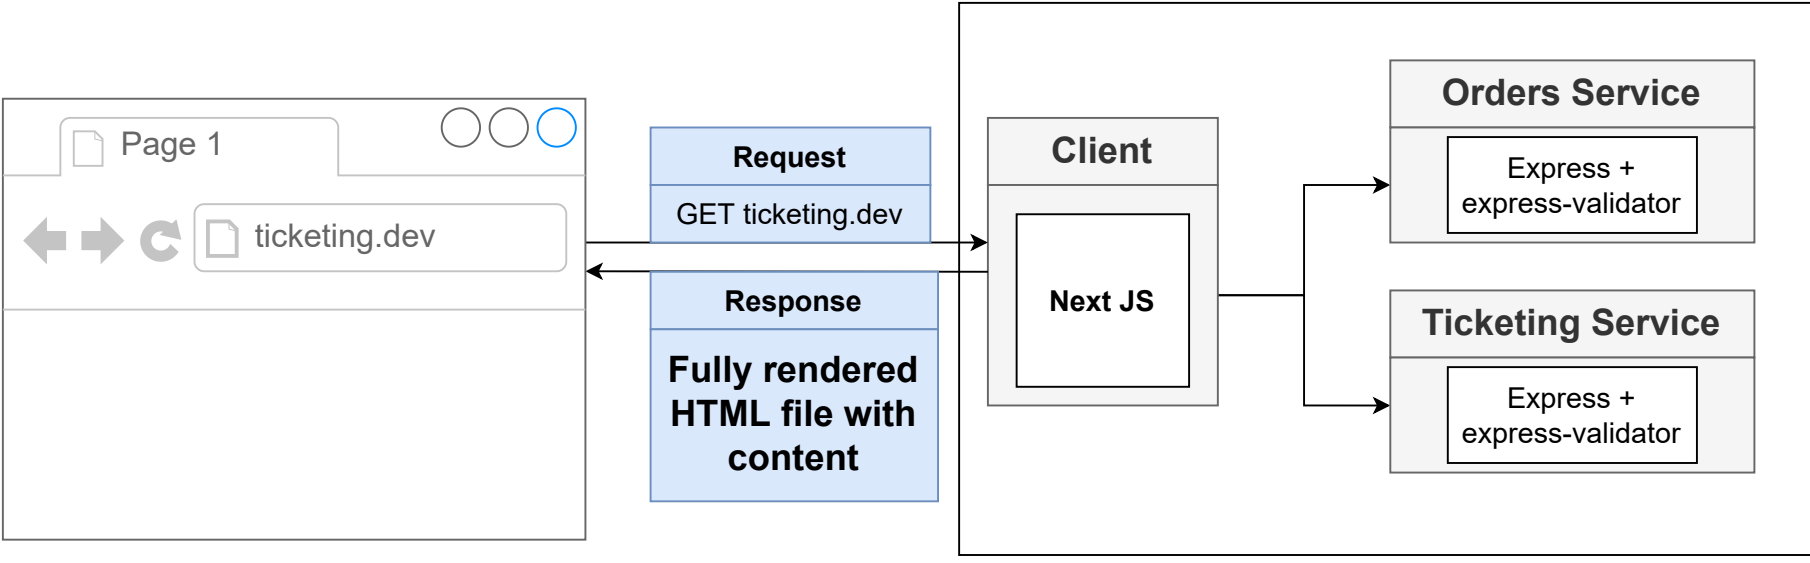 Page 1
ticketing.dev
Request
GET ticketing.dev
Response
Fully rendered
HTML file with
content
Client
Next JS
Orders Service
Express +
express-validator
Ticketing Service
Express +
express-validator